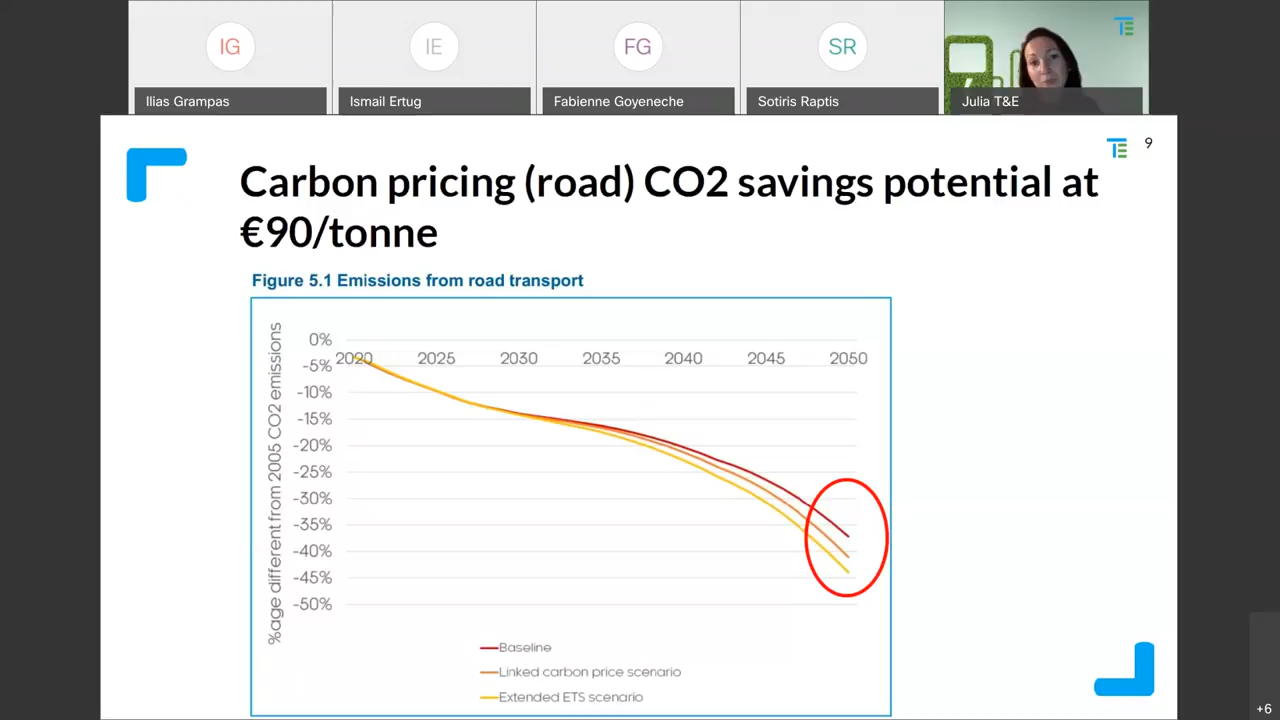 IG
IE
FG
SR
TE
Ilias Grampas
Ismail Ertug
Fabienne Goyeneche
Sotiris Raptis
Julia T&E
TE
9
Carbon pricing (road) CO2 savings potential at
€90/tonne
Figure 5.1 Emissions from road transport
%age different from 2005 CO2 emissions
0%
2020
2025
2030
2035
2040
2045
2050
-5%
-10%
-15%
-20%
-25%
-30%
-35%
-40%
-45%
-50%
Baseline
Linked carbon price scenario
Extended ETS scenario
+6